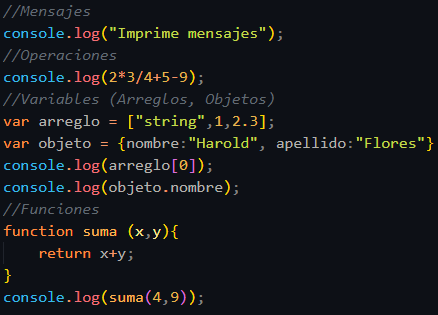 //Mensajes
console.log("Imprime mensajes");
//Operaciones
console.log(2*3/4+5-9);
//Variables (Arreglos, Objetos)
var arreglo = ["string",1,2.3];
var objeto = {nombre:"Harold", apellido:"Flores"}
console.log(arreglo[0]);
console.log(objeto.nombre);
//Funciones
function suma (x,y){
    return x+y;
}
console.log(suma(4,9));